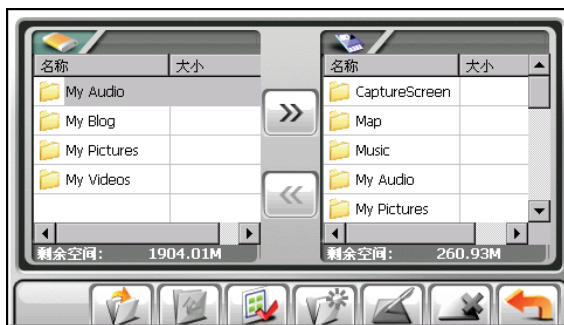 名称 大小
My Audio
My Blog
My Pictures
My Videos
剩余空间: 1904.01M
名称 大小
CaptureScreen
Map
Music
My Audio
My Pictures
剩余空间: 260.93M